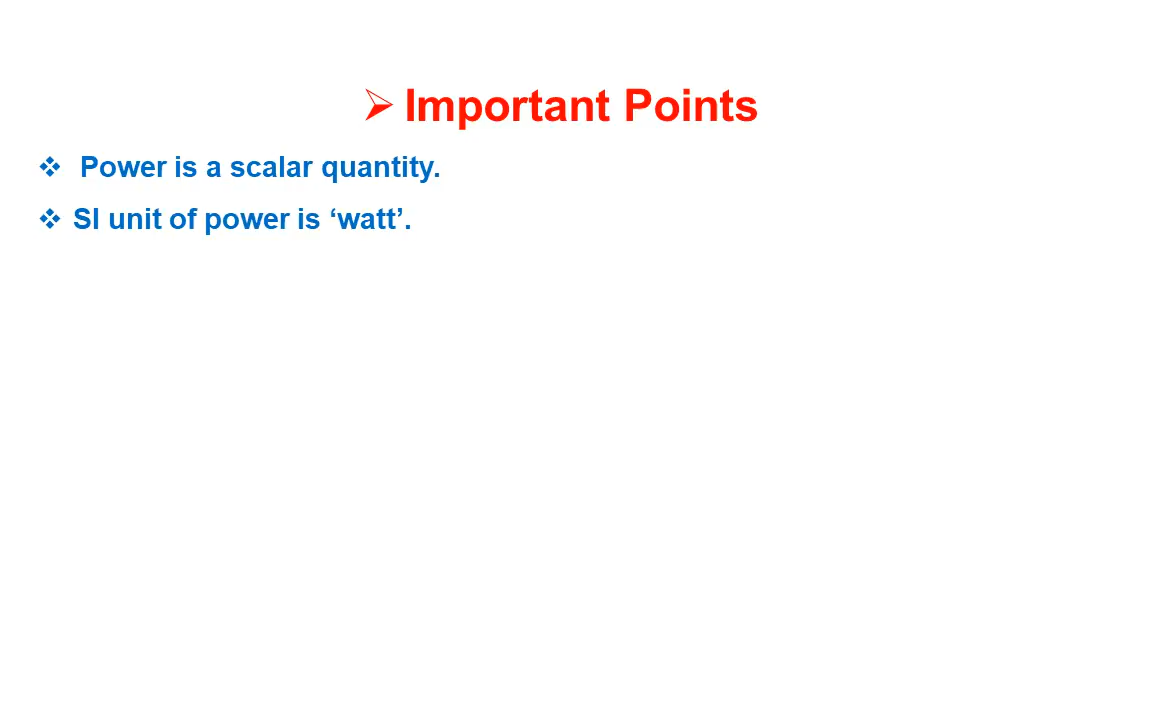 ➢ Important Points
❖ Power is a scalar quantity.
❖ SI unit of power is ‘watt’.